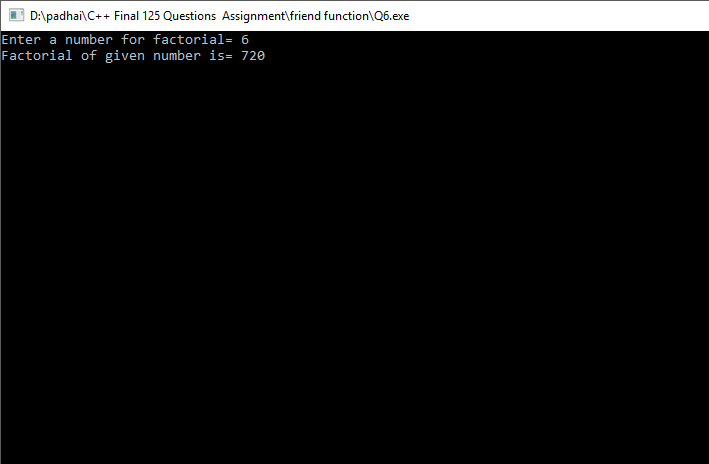 D:\padhai\C++ Final 125 Questions  Assignment\friend function\Q6.exe
Enter a number for factorial= 6
Factorial of given number is= 720